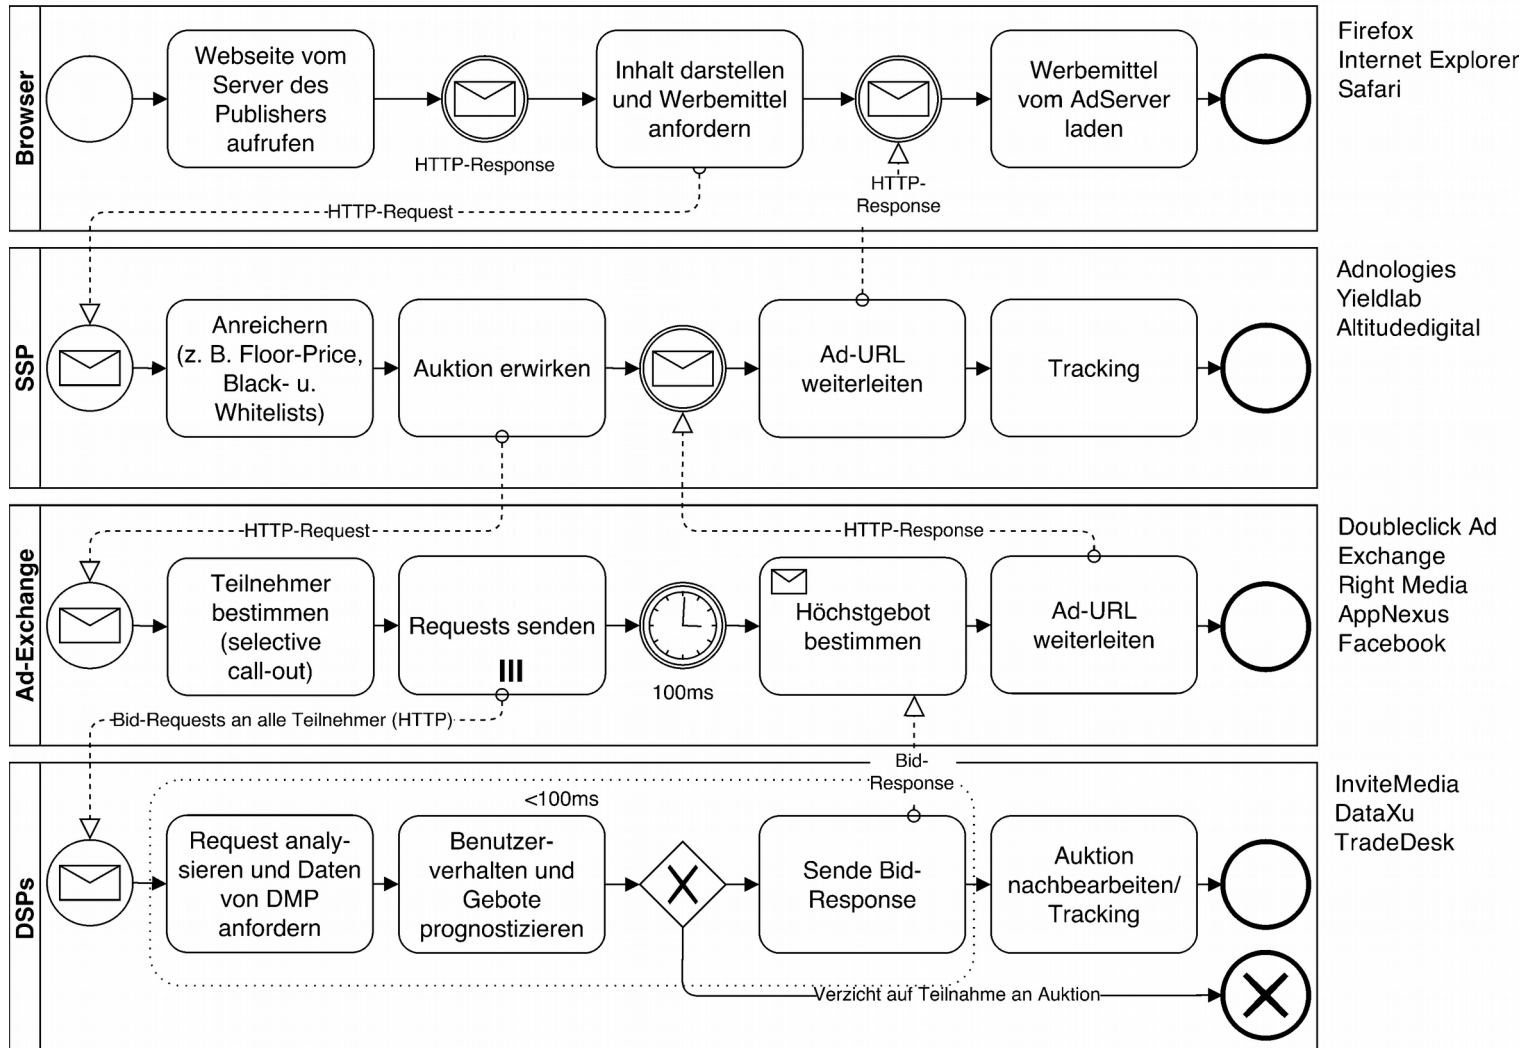 Browser
Webseite vom
Server des
Publishers
aufrufen
HTTP-Response
Inhalt darstellen
und Werbemittel
anfordern
HTTP-
Response
Werbemittel
vom AdServer
laden
HTTP-Request
Firefox
Internet Explorer
Safari
SSP
Anreichern
(z. B. Floor-Price,
Black- u.
Whitelists)
Auktion erwirken
Ad-URL
weiterleiten
Tracking
Adnologies
Yieldlab
Altitudedigital
Ad-Exchange
HTTP-Request
HTTP-Response
Teilnehmer
bestimmen
(selective
call-out)
Requests senden
100ms
Höchstgebot
bestimmen
Ad-URL
weiterleiten
Bid-Requests an alle Teilnehmer (HTTP)
Doubleclick Ad
Exchange
Right Media
AppNexus
Facebook
DSPs
Bid-
Response
<100ms
Request analy-
sieren und Daten
von DMP
anfordern
Benutzer-
verhalten und
Gebote
prognostizieren
Sende Bid-
Response
Auktion
nachbearbeiten/
Tracking
Verzicht auf Teilnahme an Auktion
InviteMedia
DataXu
TradeDesk